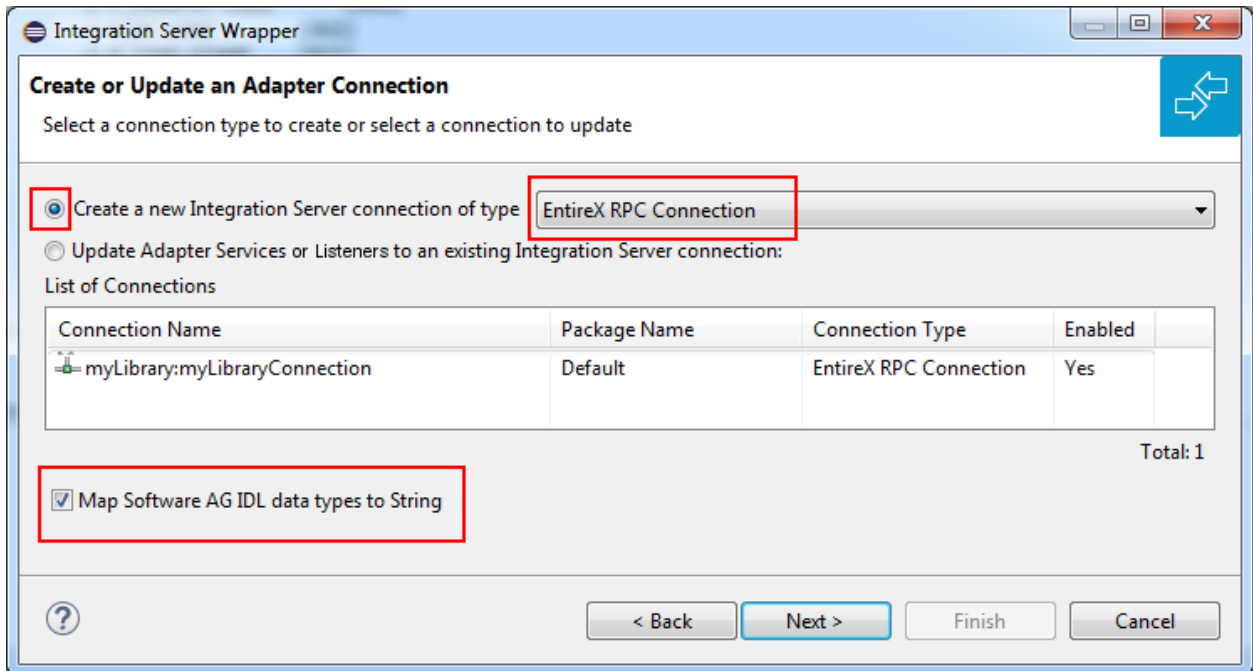 Integration Server Wrapper
Create or Update an Adapter Connection
Select a connection type to create or select a connection to update
Create a new Integration Server connection of type EntireX RPC Connection
Update Adapter Services or Listeners to an existing Integration Server connection:
List of Connections
Connection Name Package Name Connection Type Enabled
myLibrary:myLibraryConnection Default EntireX RPC Connection Yes
Total: 1
Map Software AG IDL data types to String
? < Back Next > Finish Cancel